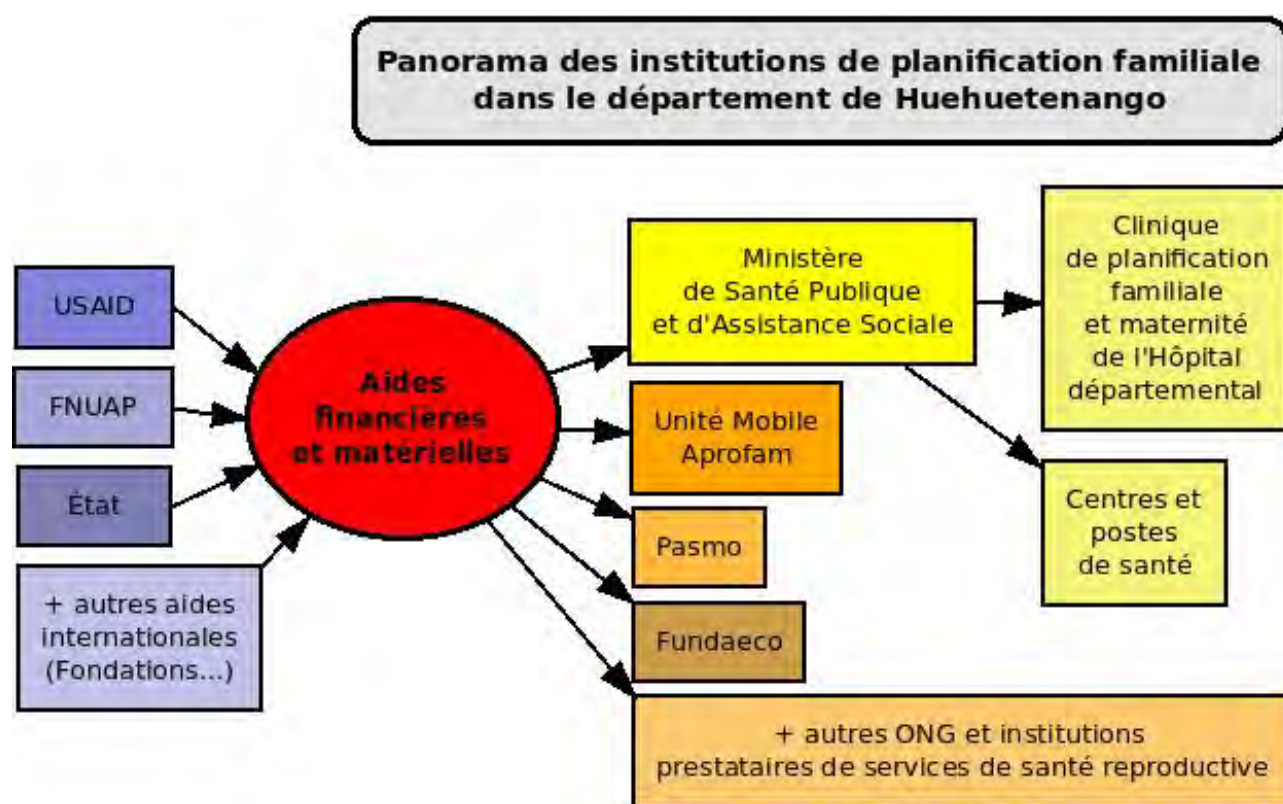 Panorama des institutions de planification familiale
dans le département de Huehuetenango
USAID
FNUAP
État
+ autres aides
internationales
(Fondations...)
Aides
financières
et matérielles
Ministère
de Santé Publique
et d'Assistance Sociale
Unité Mobile
Aprofam
Pasmo
Fundaeco
+ autres ONG et institutions
prestataires de services de santé reproductive
Clinique
de planification
familiale
et maternité
de l'Hôpital
départemental
Centres et
postes
de santé